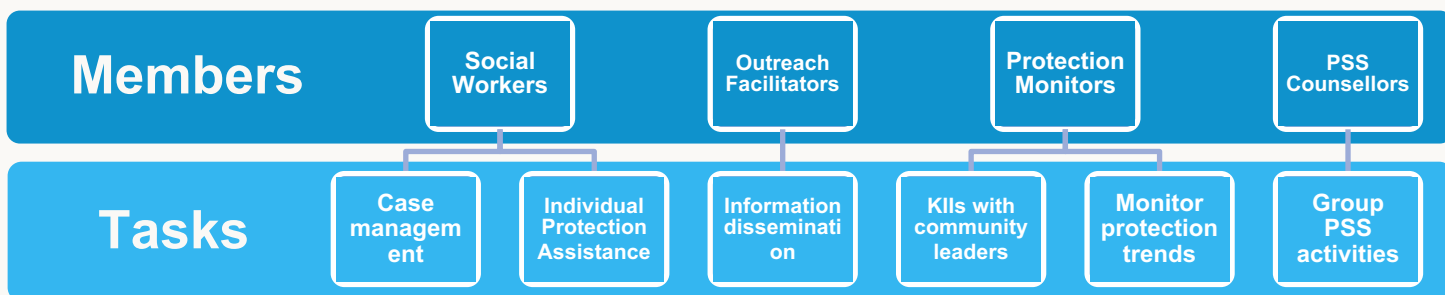 Members
Social
Workers
Outreach
Facilitators
Protection
Monitors
PSS
Counsellors
Tasks
Case
managem
ent
Individual
Protection
Assistance
Information
disseminati
on
KIIs with
community
leaders
Monitor
protection
trends
Group
PSS
activities